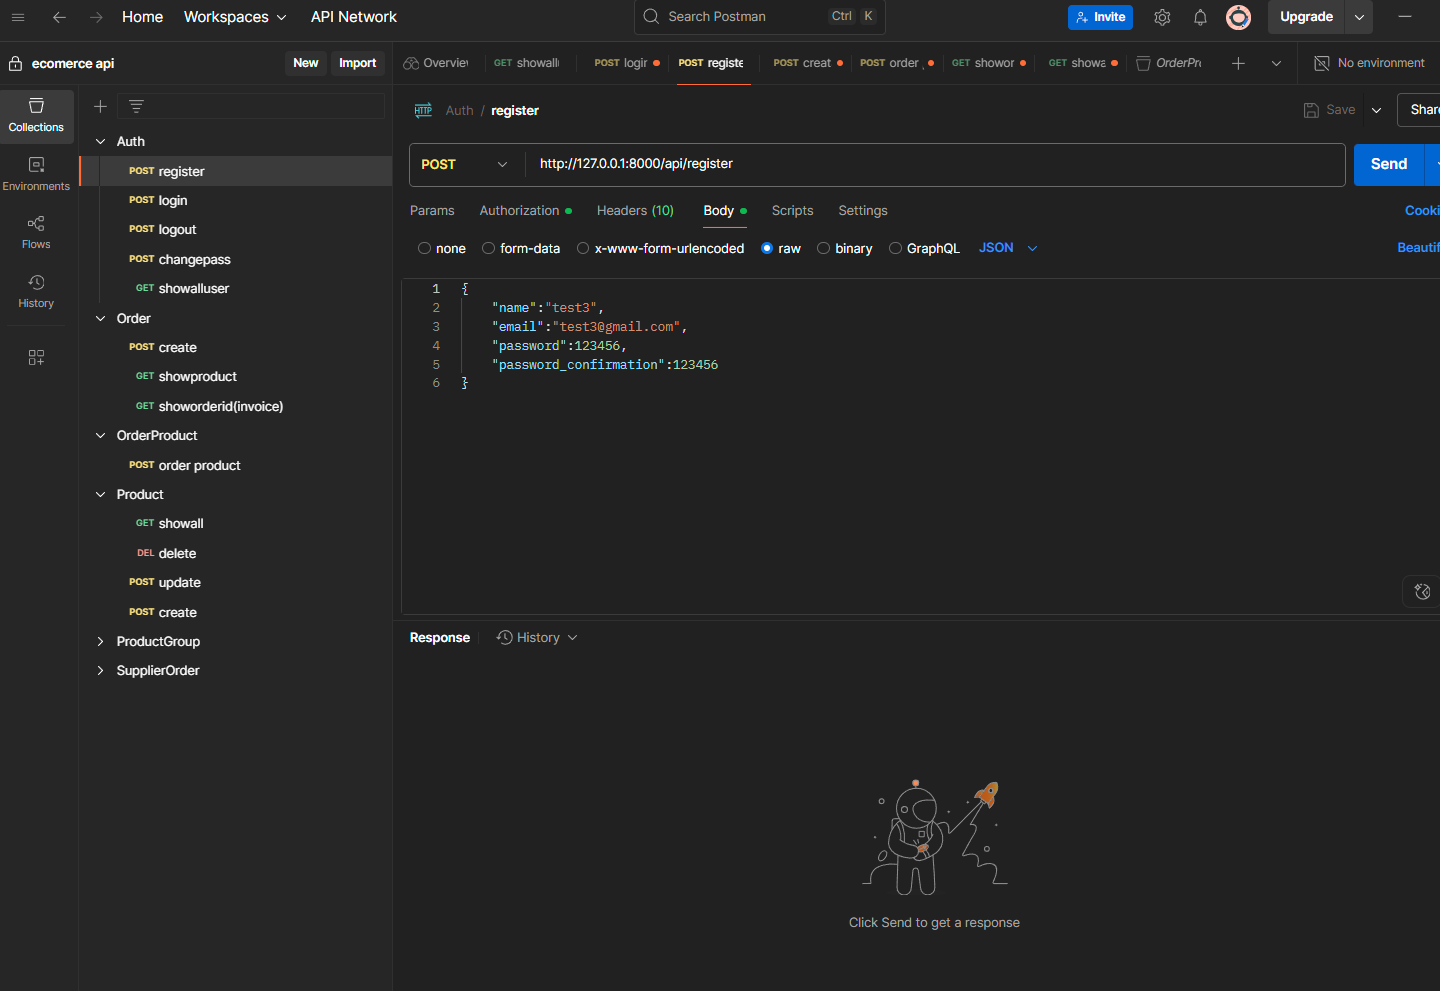 Home Workspaces API Network Search Postman Ctrl K Invite Upgrade
ecomerce api New Import Overvie GET showall POST login POST registe POST creat POST order GET showor GET showa OrderPr No environment
Collections
Environments
Flows
History
Auth
POST register
POST login
POST logout
POST changepass
GET showalluser
Order
POST create
GET showproduct
GET showorderid(invoice)
OrderProduct
POST order product
Product
GET showall
DEL delete
POST update
POST create
ProductGroup
SupplierOrder
HTTP Auth / register Save Share
POST http://127.0.0.1:8000/api/register Send
Params Authorization Headers (10) Body Scripts Settings Cooki
none form-data x-www-form-urlencoded raw binary GraphQL JSON Beautif
1 {
2 "name":"test3",
3 "email":"test3@gmail.com",
4 "password":123456,
5 "password_confirmation":123456
6 }
Response History
Click Send to get a response